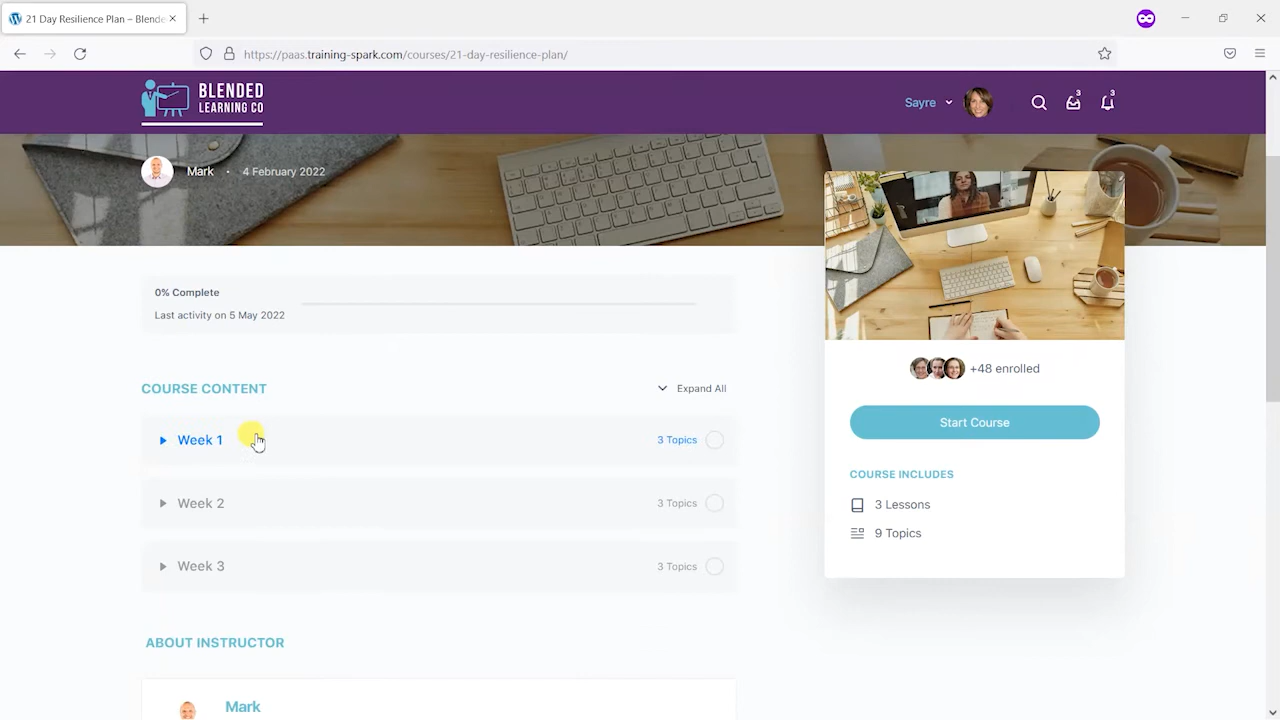 21 Day Resilience Plan – Blende
https://paas.training-spark.com/courses/21-day-resilience-plan/
BLENDED
LEARNING CO
Sayre
3
3
Mark · 4 February 2022
0% Complete
Last activity on 5 May 2022
+48 enrolled
COURSE CONTENT
Expand All
Start Course
Week 1
3 Topics
COURSE INCLUDES
3 Lessons
9 Topics
Week 2
3 Topics
Week 3
3 Topics
ABOUT INSTRUCTOR
Mark